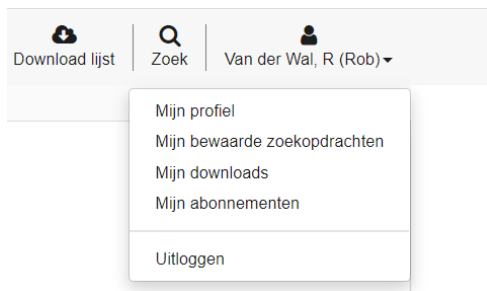 Download lijst
Zoek
Van der Wal, R (Rob)
Mijn profiel
Mijn bewaarde zoekopdrachten
Mijn downloads
Mijn abonnementen
Uitloggen